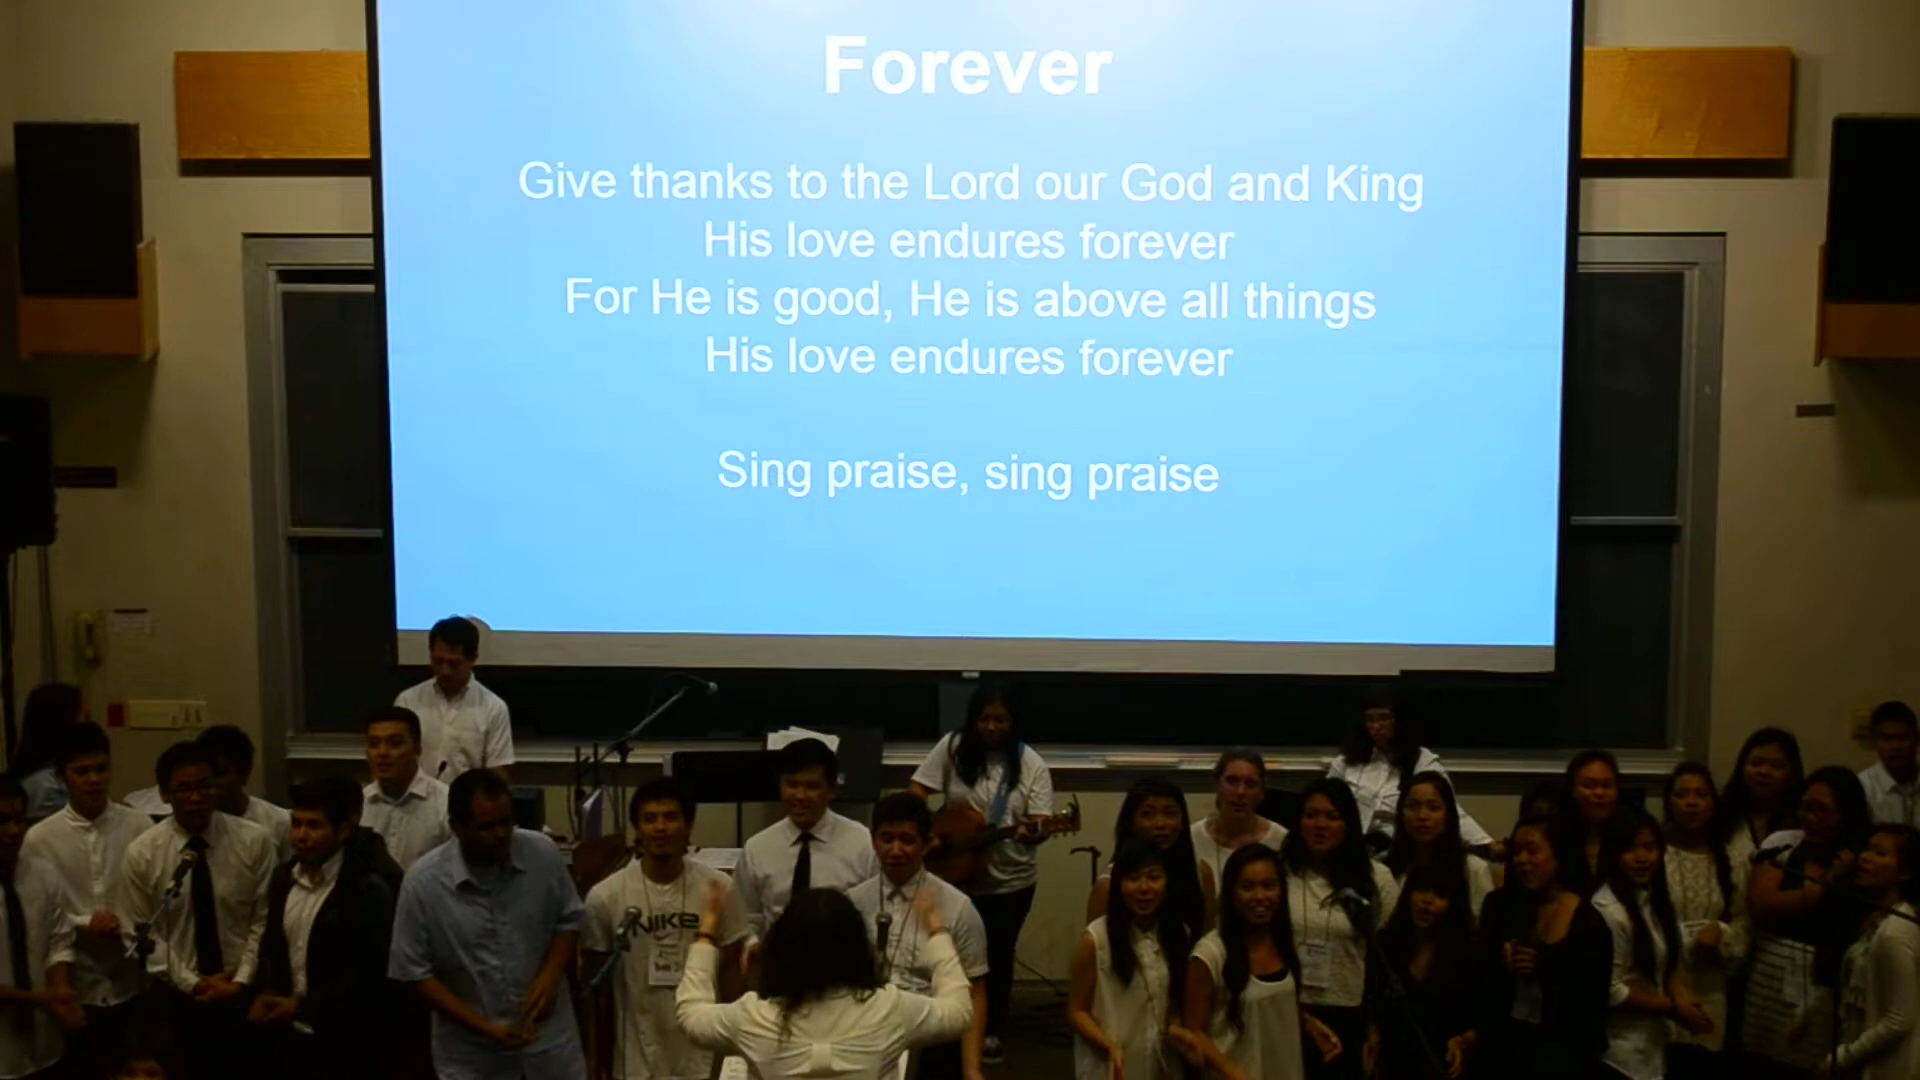 Forever
Give thanks to the Lord our God and King
His love endures forever
For He is good, He is above all things
His love endures forever
Sing praise, sing praise
NIKE